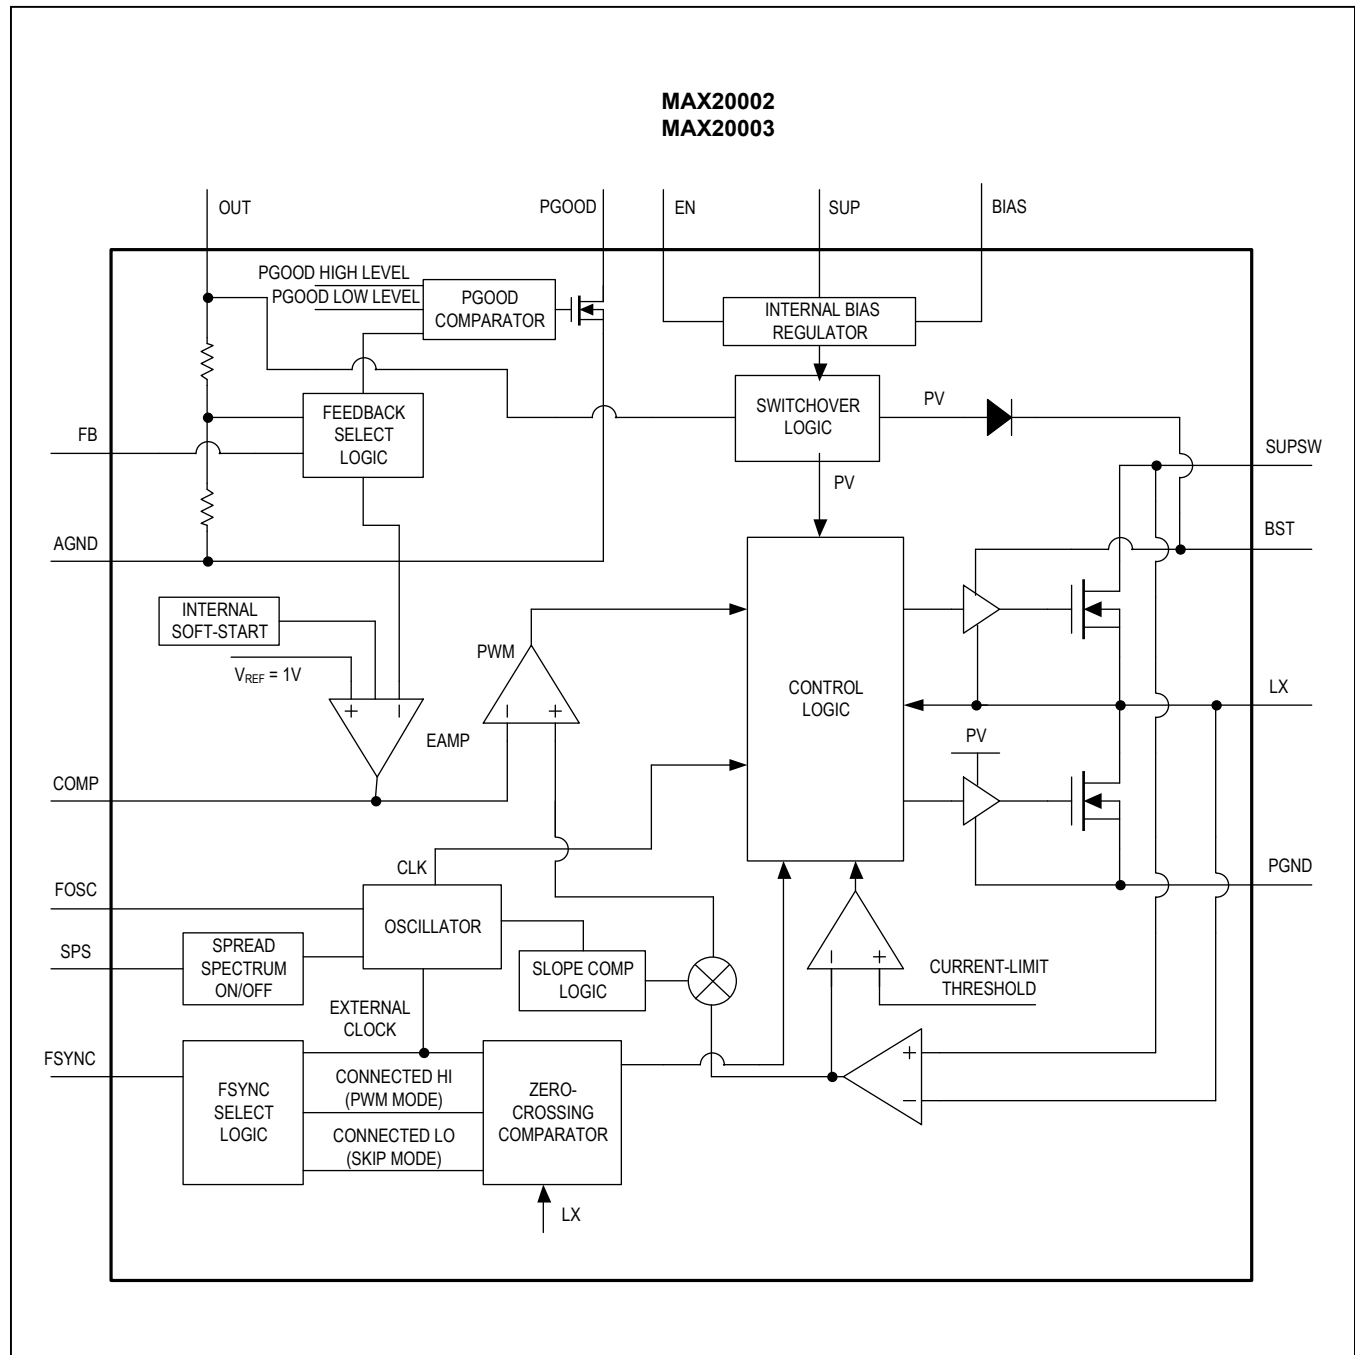 MAX20002
MAX20003
OUT
PGOOD
EN
SUP
BIAS
PGOOD HIGH LEVEL
PGOOD LOW LEVEL
PGOOD
COMPARATOR
INTERNAL BIAS
REGULATOR
FEEDBACK
SELECT
LOGIC
SWITCHOVER
LOGIC
PV
FB
SUPSW
PV
AGND
BST
INTERNAL
SOFT-START
VREF = 1V
PWM
+
–
–
+
EAMP
CONTROL
LOGIC
LX
PV
COMP
CLK
FOSC
OSCILLATOR
PGND
SPS
SPREAD
SPECTRUM
ON/OFF
SLOPE COMP
LOGIC
–
+
CURRENT-LIMIT
THRESHOLD
EXTERNAL
CLOCK
FSYNC
FSYNC
SELECT
LOGIC
CONNECTED HI
(PWM MODE)
CONNECTED LO
(SKIP MODE)
ZERO-
CROSSING
COMPARATOR
+
–
LX